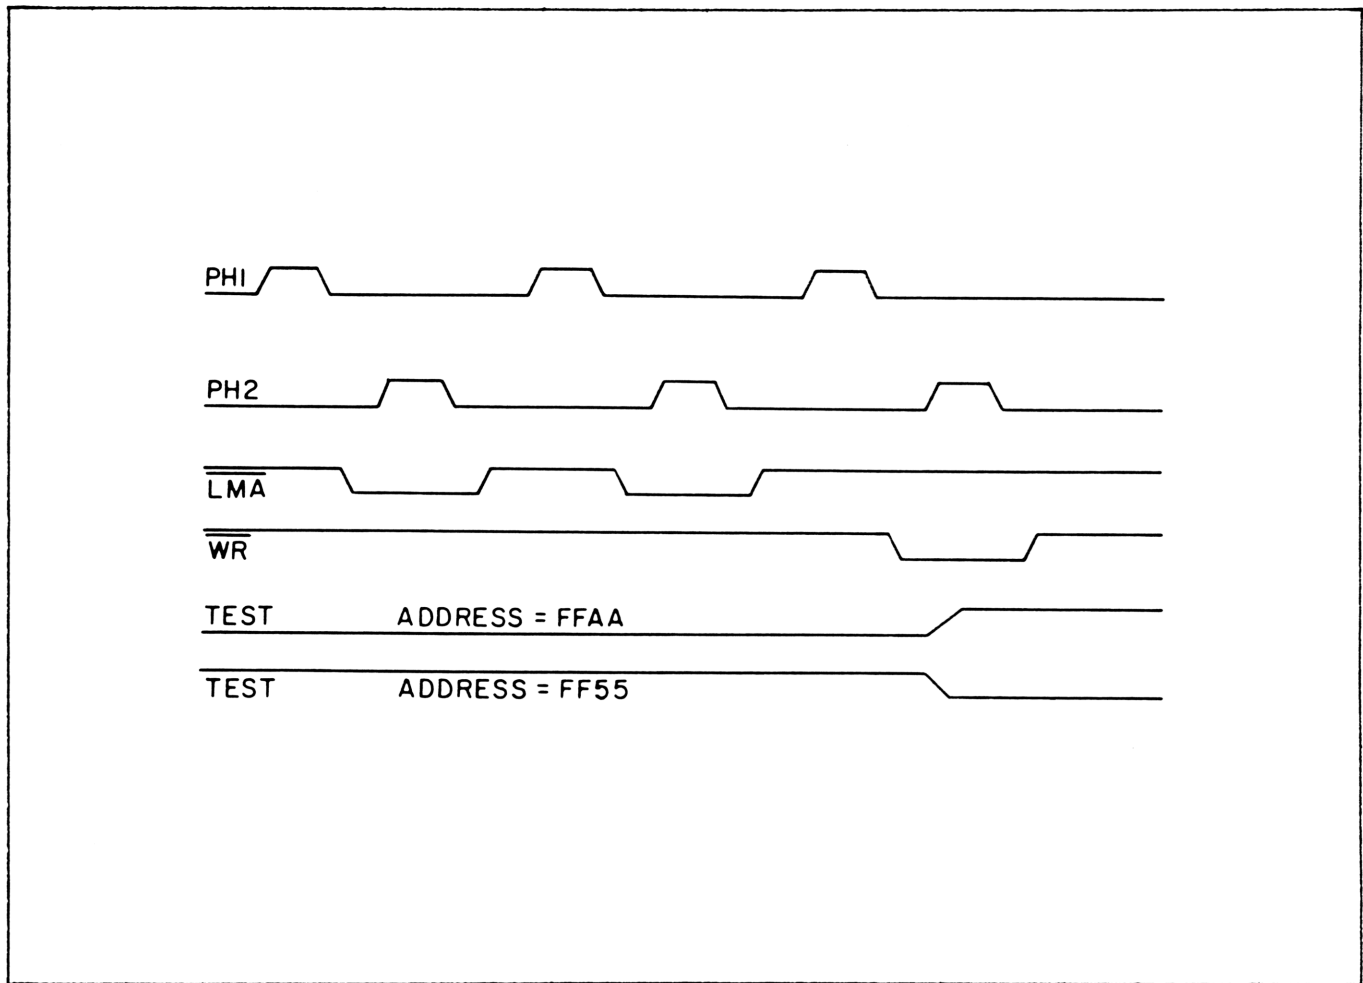 PH1
PH2
LMA
WR
TEST ADDRESS = FFAA
TEST ADDRESS = FF55